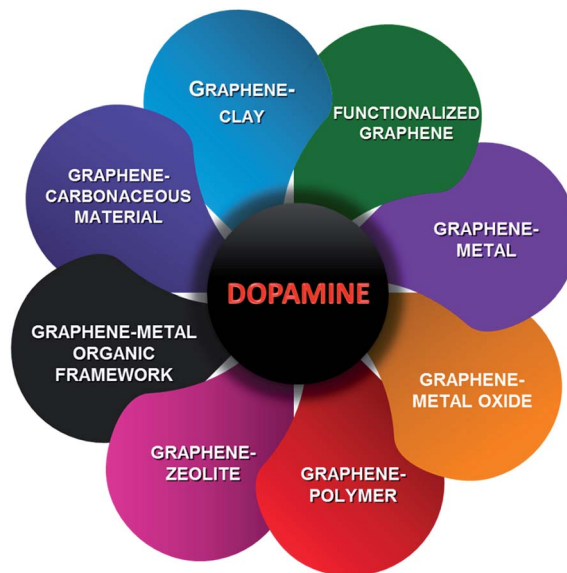 GRAPHENE-
CLAY
FUNCTIONALIZED
GRAPHENE
GRAPHENE-
METAL
GRAPHENE-
METAL OXIDE
GRAPHENE-
POLYMER
GRAPHENE-
ZEOLITE
GRAPHENE-METAL
ORGANIC
FRAMEWORK
GRAPHENE-
CARBONACEOUS
MATERIAL
DOPAMINE